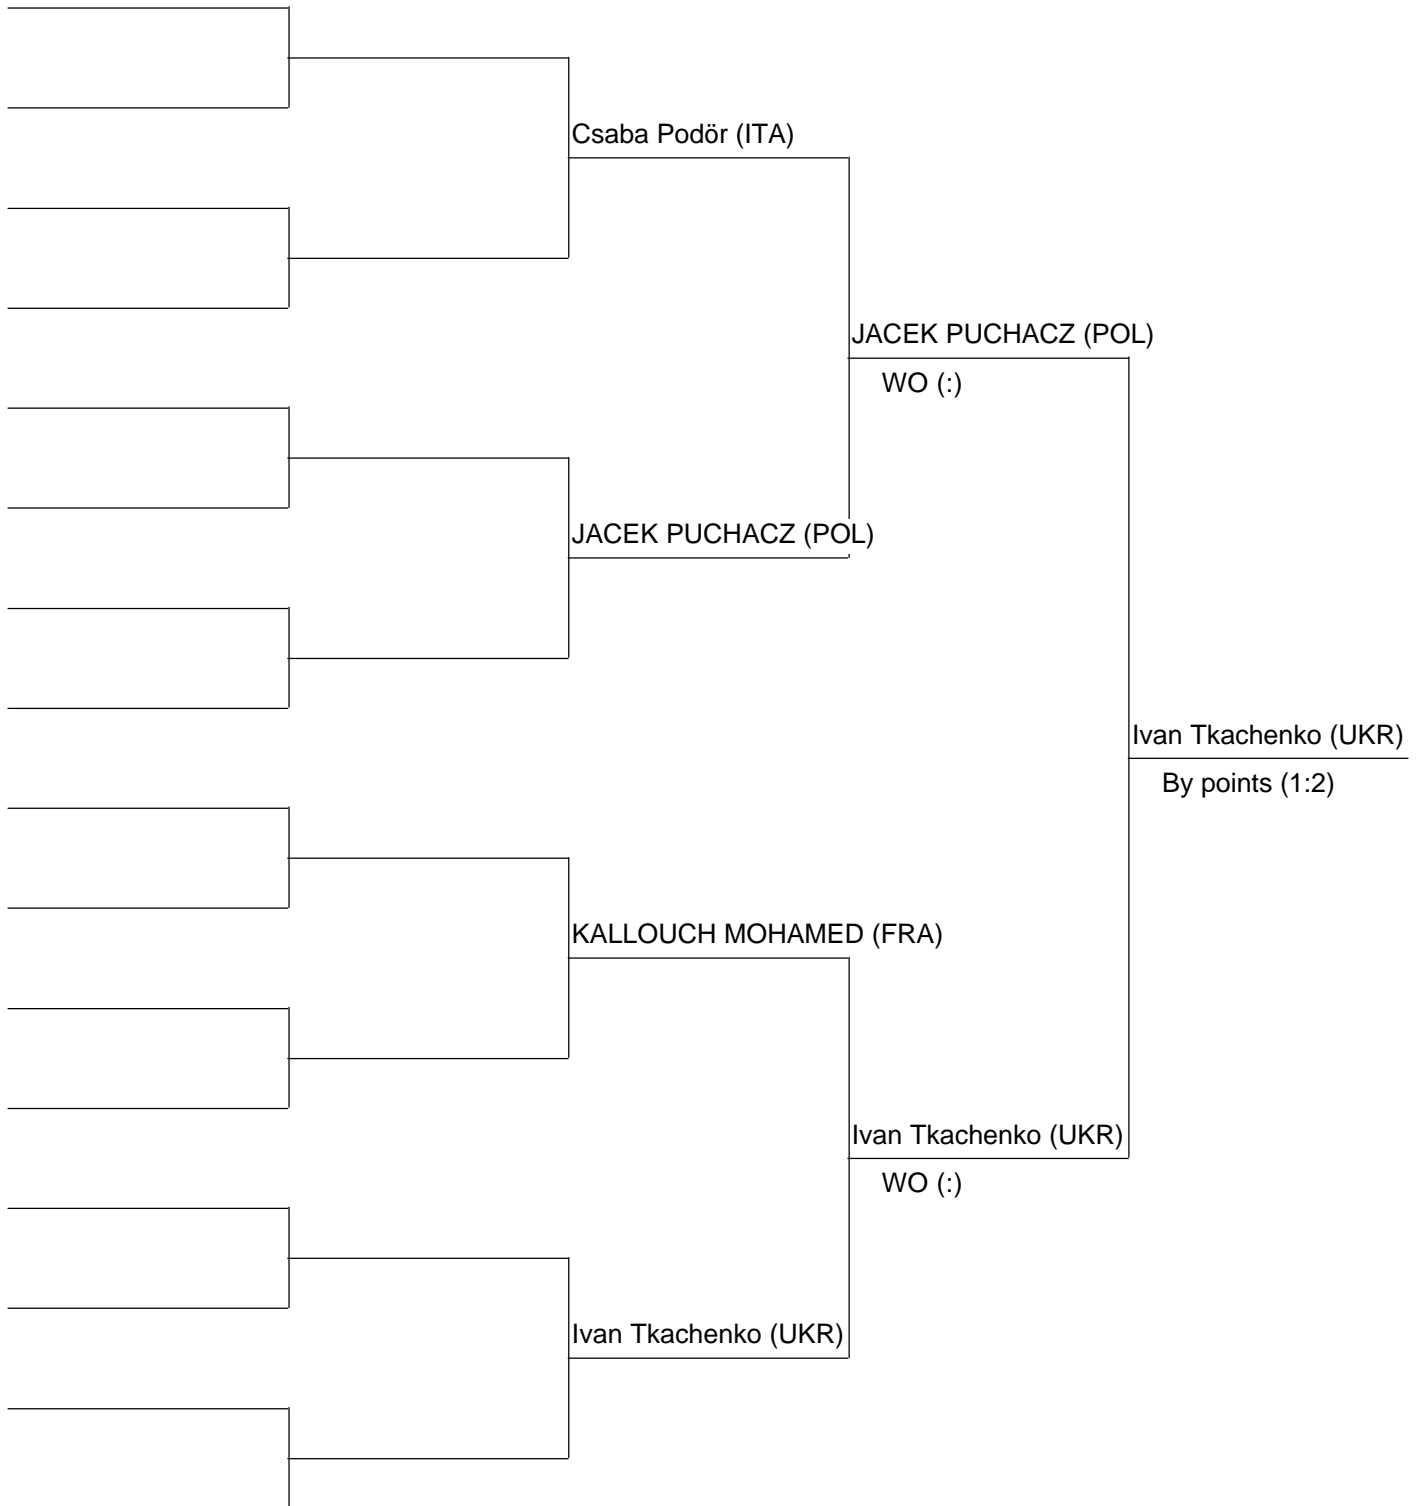 Csaba Podör (ITA)
JACEK PUCHACZ (POL)
WO (:)
JACEK PUCHACZ (POL)
Ivan Tkachenko (UKR)
By points (1:2)
KALLOUCH MOHAMED (FRA)
Ivan Tkachenko (UKR)
WO (:)
Ivan Tkachenko (UKR)